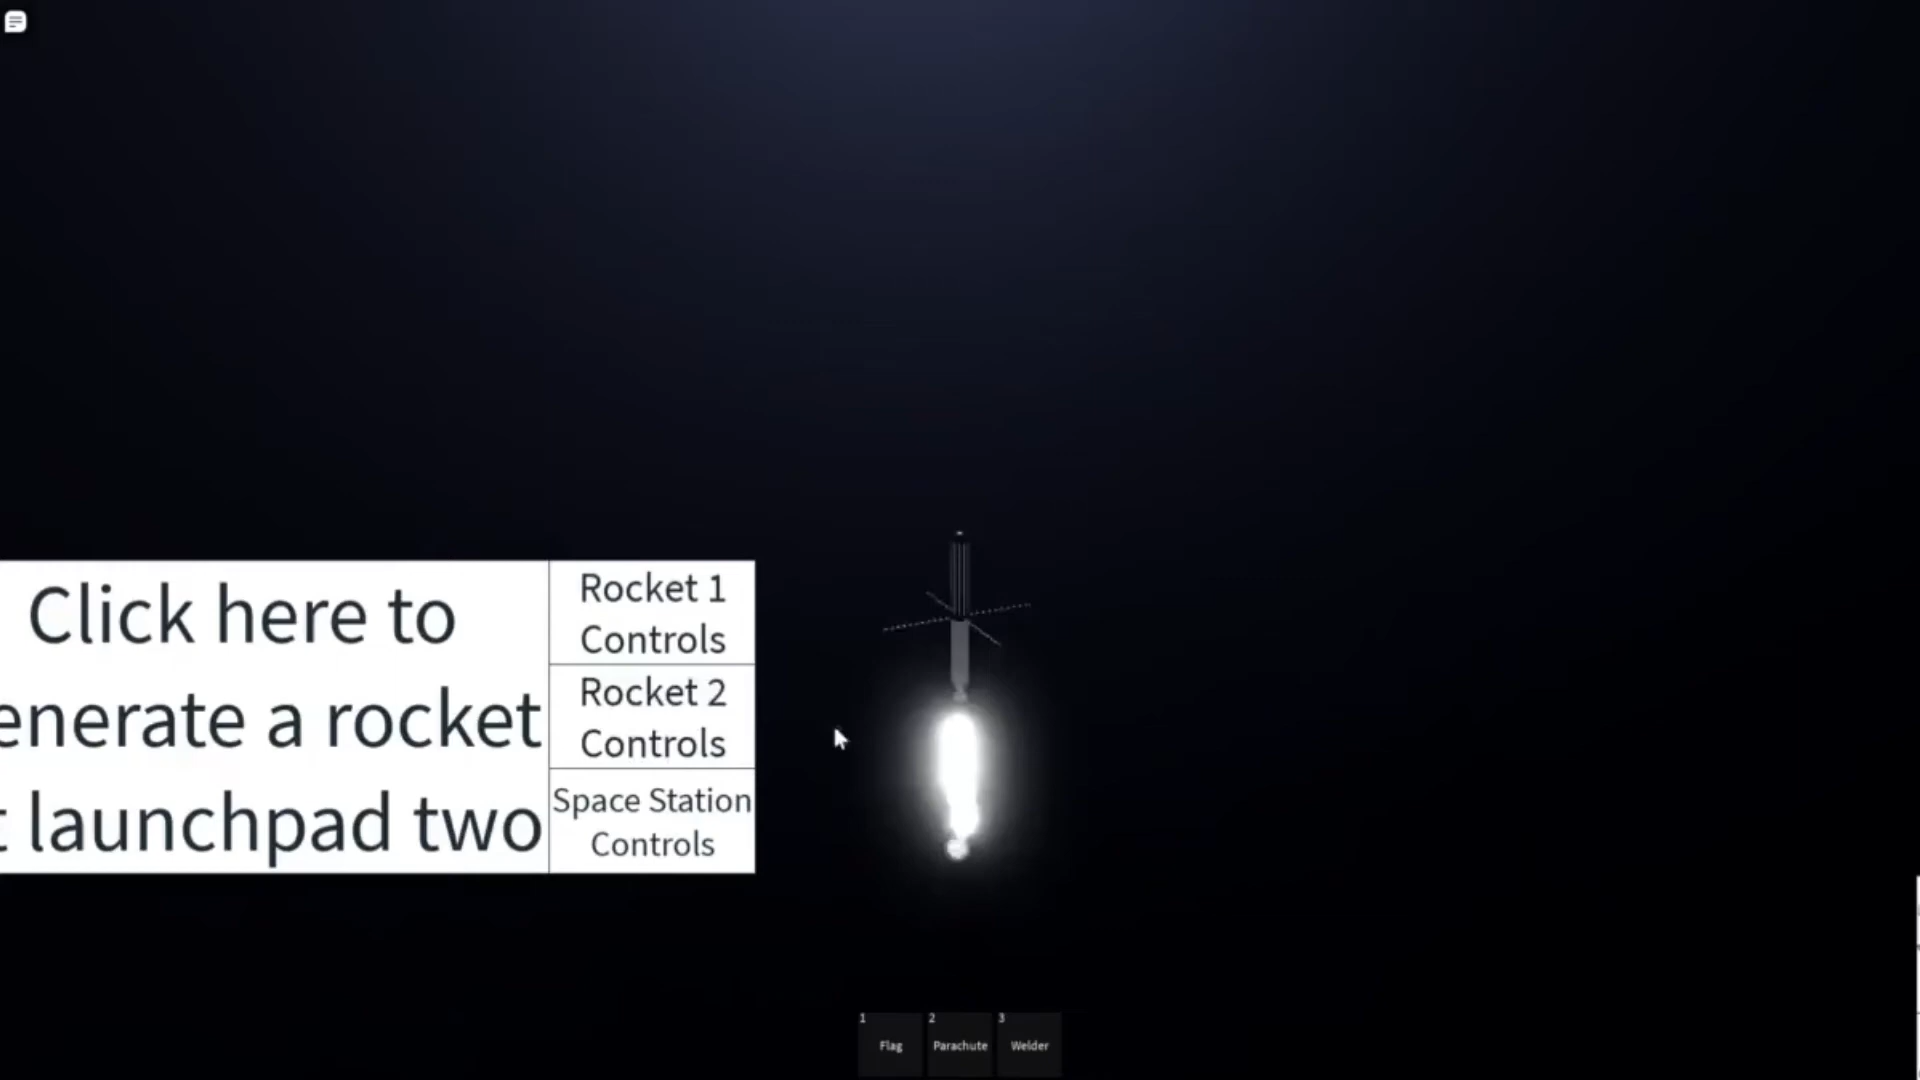 Click here to
enerate a rocket
t launchpad two
Rocket 1
Controls
Rocket 2
Controls
Space Station
Controls
1
Flag
2
Parachute
3
Welder